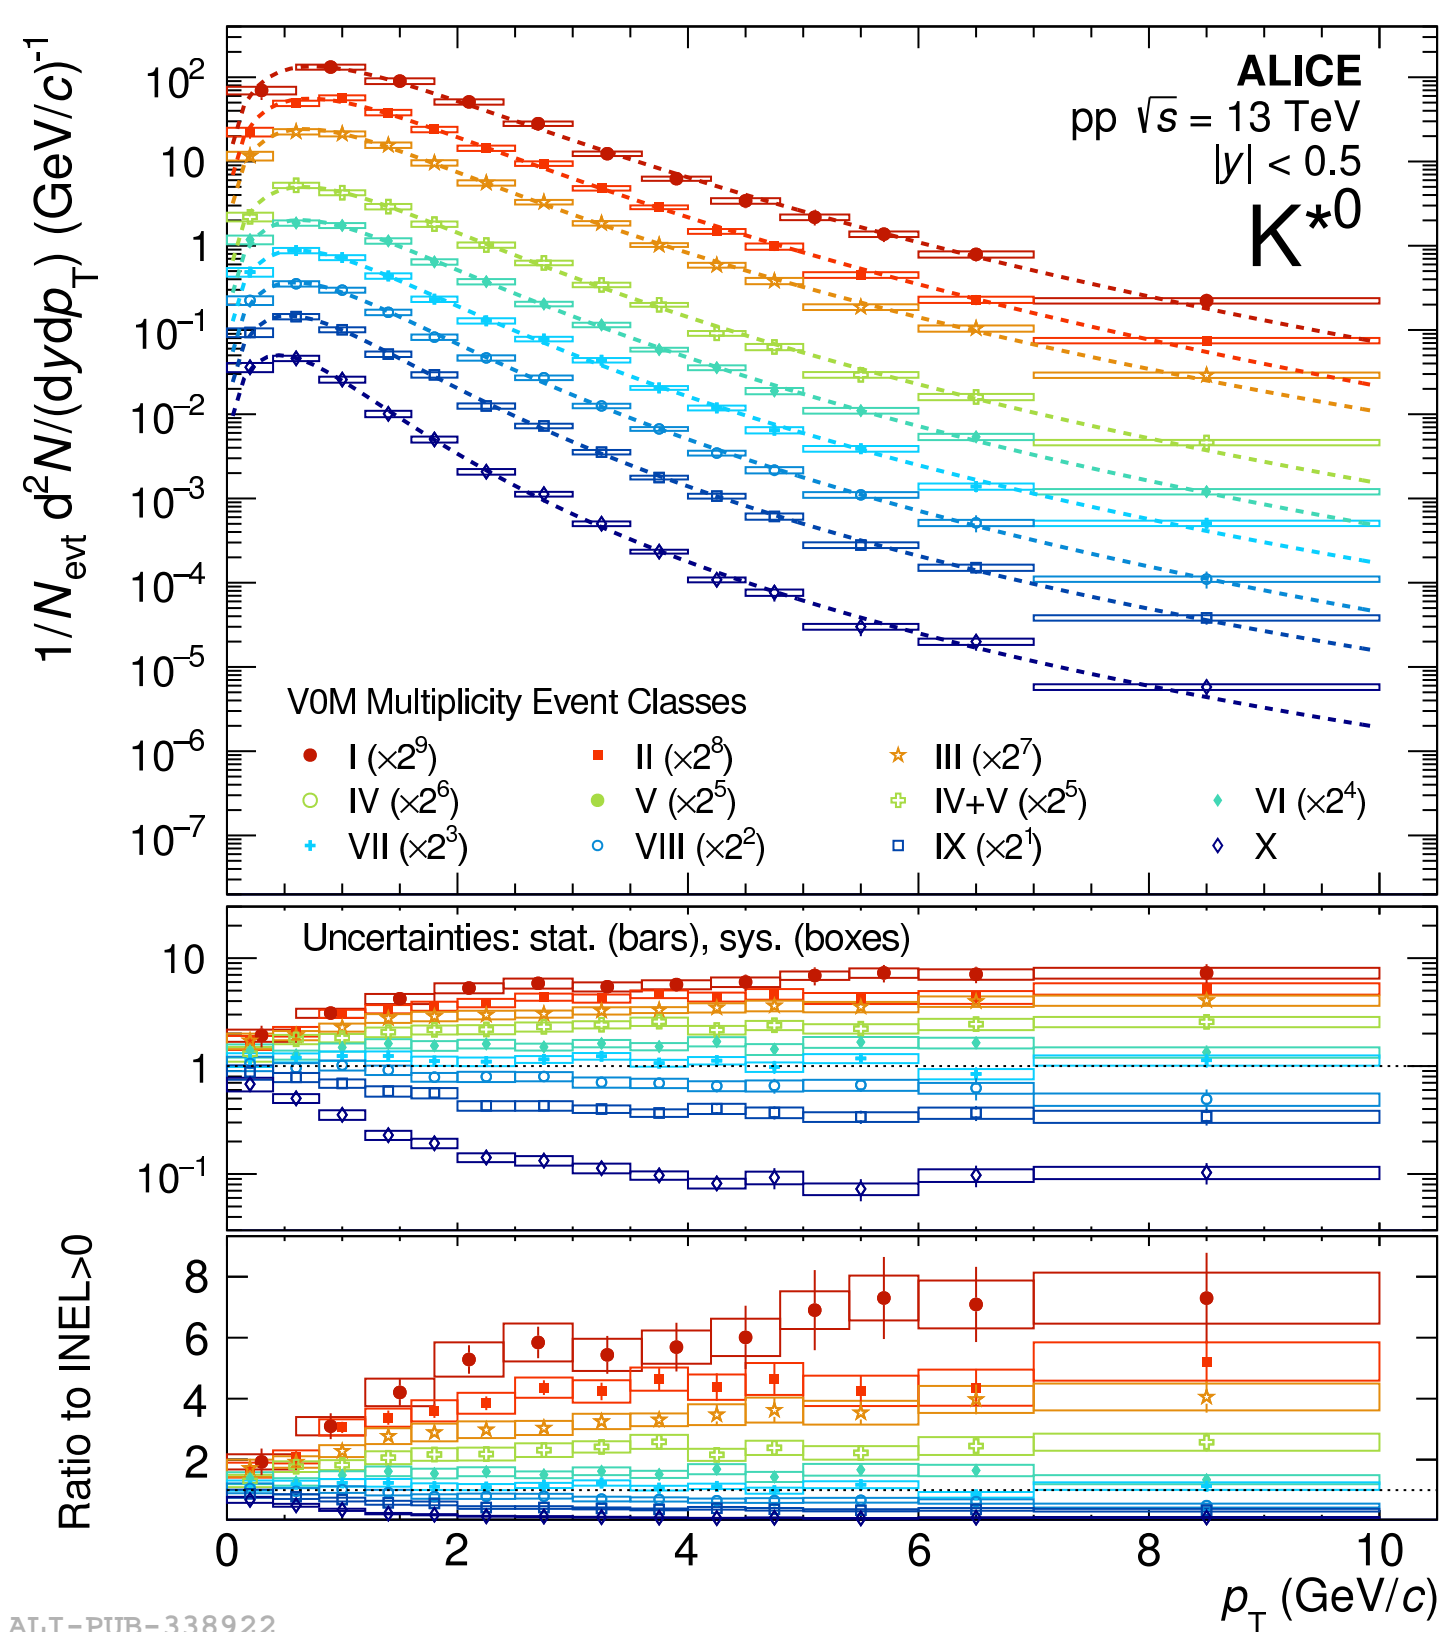 ALICE
pp √s = 13 TeV
|y| < 0.5
K*⁰
1/N_evt d²N/(dydp_T) (GeV/c)⁻¹
10²
10
1
10⁻¹
10⁻²
10⁻³
10⁻⁴
10⁻⁵
10⁻⁶
10⁻⁷
V0M Multiplicity Event Classes
I (×2⁹) II (×2⁸) III (×2⁷)
IV (×2⁶) V (×2⁵) IV+V (×2⁵) VI (×2⁴)
VII (×2³) VIII (×2²) IX (×2¹) X
Uncertainties: stat. (bars), sys. (boxes)
10
1
10⁻¹
Ratio to INEL>0
8
6
4
2
0 2 4 6 8 10
p_T (GeV/c)
ALI-PUB-338922